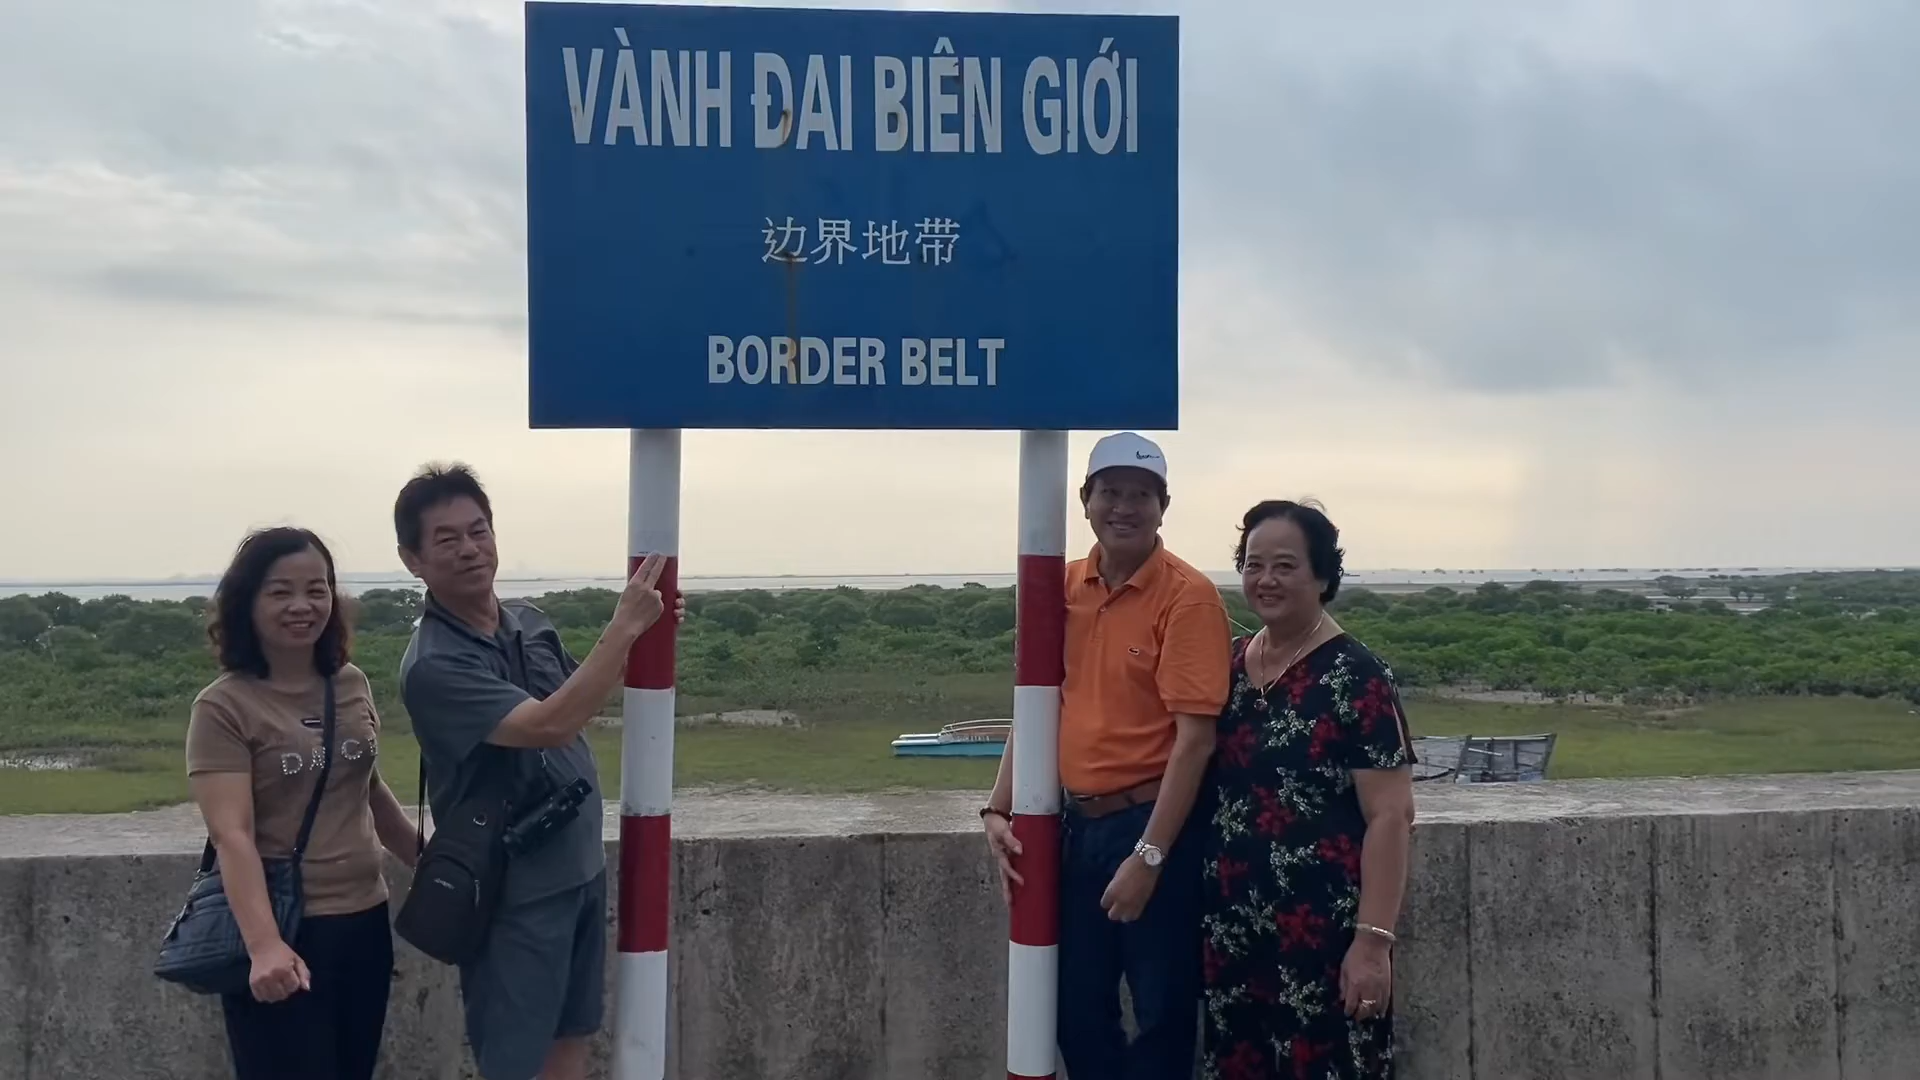 VÀNH ĐAI BIÊN GIỚI
边界地带
BORDER BELT